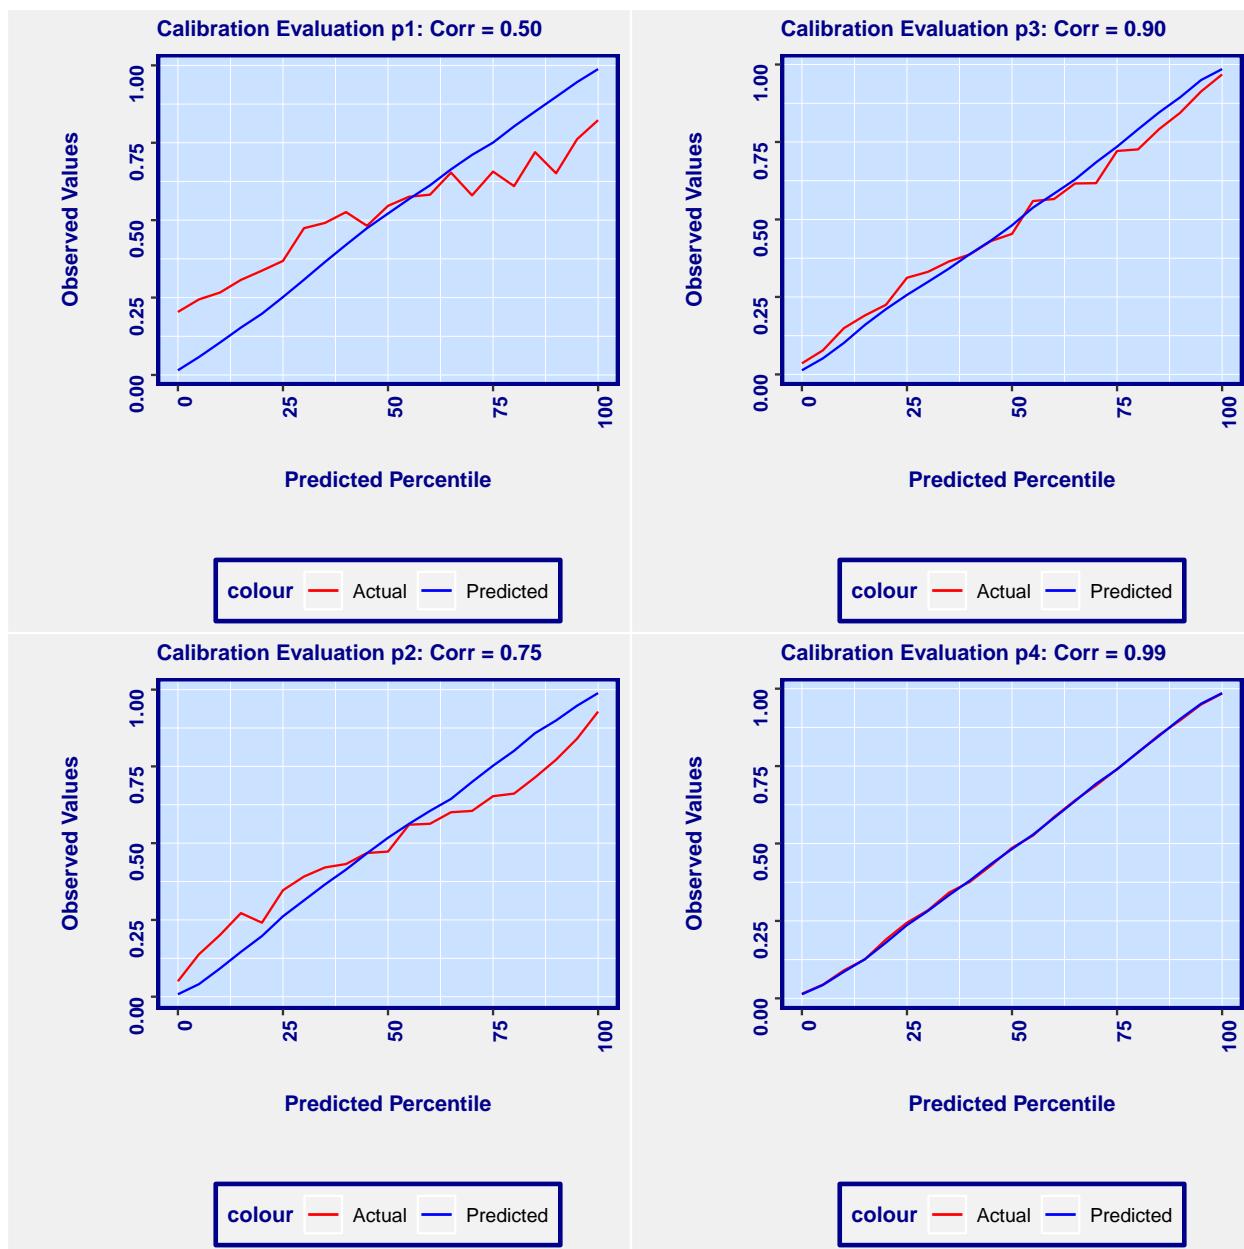 Calibration Evaluation p1: Corr = 0.50
Observed Values
1.00
0.75
0.50
0.25
0.00
0
25
50
75
100
Predicted Percentile
colour Actual Predicted
Calibration Evaluation p3: Corr = 0.90
Observed Values
1.00
0.75
0.50
0.25
0.00
0
25
50
75
100
Predicted Percentile
colour Actual Predicted
Calibration Evaluation p2: Corr = 0.75
Observed Values
1.00
0.75
0.50
0.25
0.00
0
25
50
75
100
Predicted Percentile
colour Actual Predicted
Calibration Evaluation p4: Corr = 0.99
Observed Values
1.00
0.75
0.50
0.25
0.00
0
25
50
75
100
Predicted Percentile
colour Actual Predicted